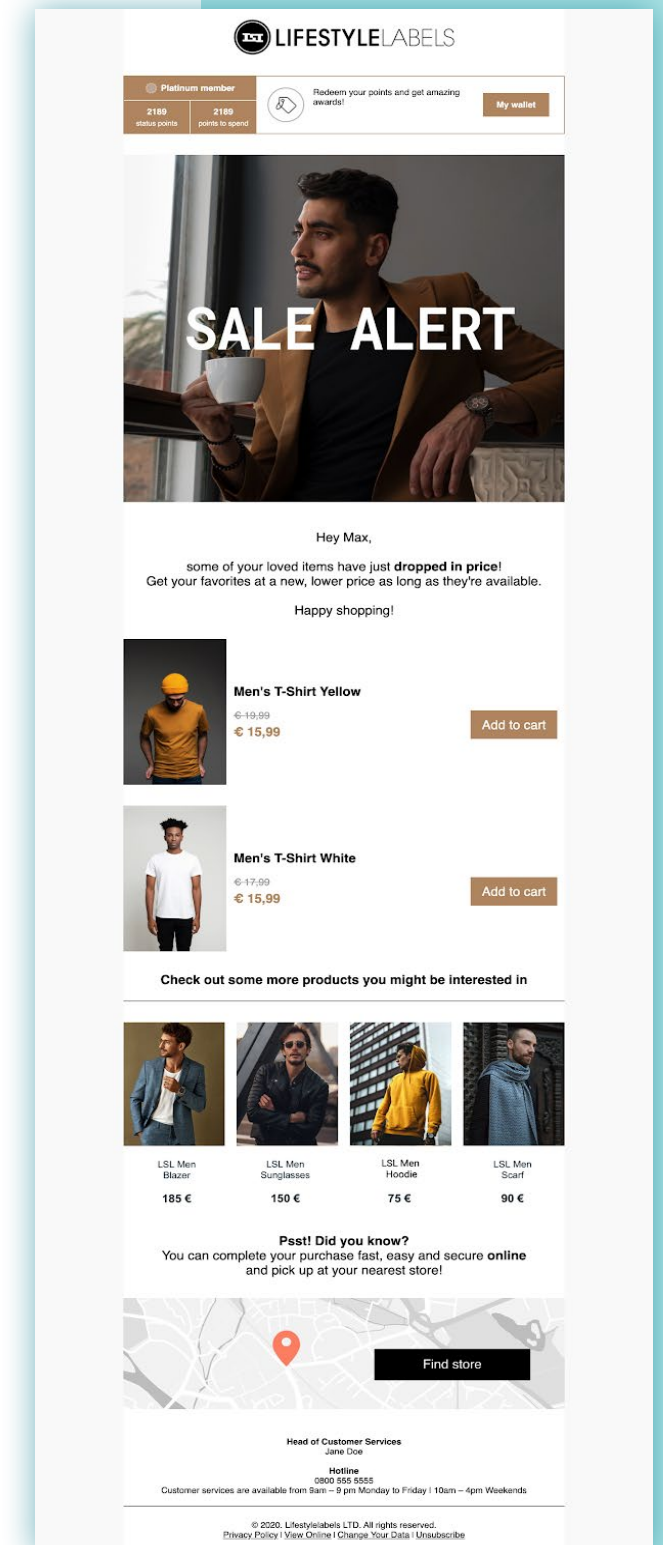 LSL LIFESTYLELABELS
Platinum member
2189
status points
2189
points to spend
Redeem your points and get amazing
awards!
My wallet
SALE ALERT
Hey Max,
some of your loved items have just dropped in price!
Get your favorites at a new, lower price as long as they're available.
Happy shopping!
Men's T-Shirt Yellow
€ 19,99
€ 15,99
Add to cart
Men's T-Shirt White
€ 17,99
€ 15,99
Add to cart
Check out some more products you might be interested in
LSL Men
Blazer
185 €
LSL Men
Sunglasses
150 €
LSL Men
Hoodie
75 €
LSL Men
Scarf
90 €
Psst! Did you know?
You can complete your purchase fast, easy and secure online
and pick up at your nearest store!
Find store
Head of Customer Services
Jane Doe
Hotline
0800 555 5555
Customer services are available from 9am – 9 pm Monday to Friday | 10am – 4pm Weekends
© 2020. Lifestylelabels LTD. All rights reserved.
Privacy Policy | View Online | Change Your Data | Unsubscribe